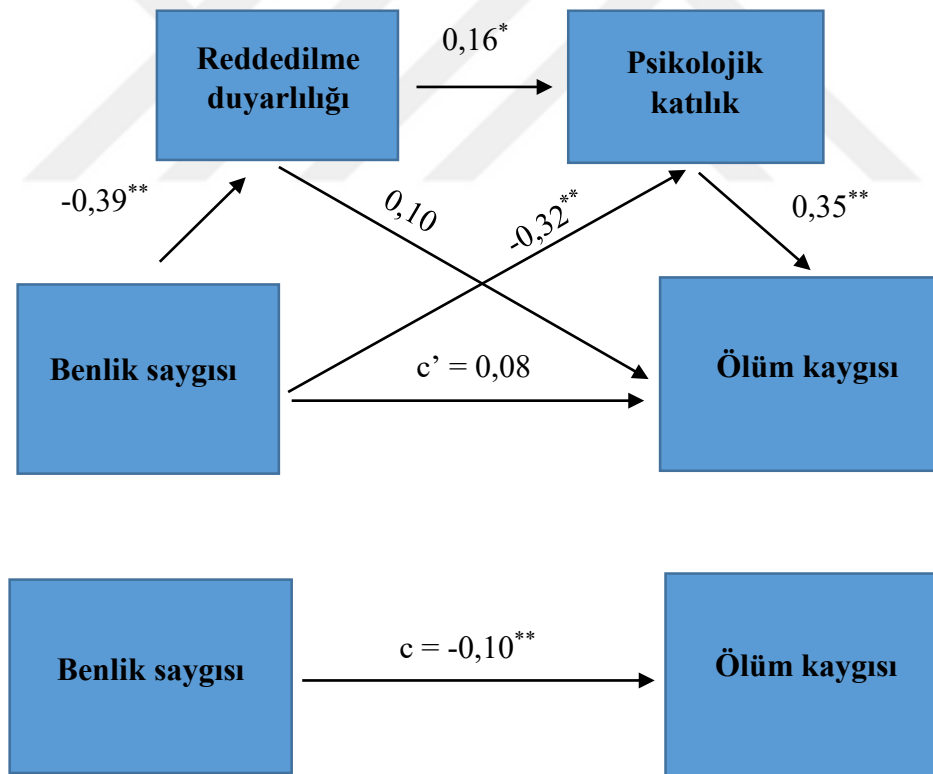 0,16*
Reddedilme
duyarlılığı
Psikolojik
katılık
-0,39**
0,10
-0,32**
0,35**
Benlik saygısı
c’ = 0,08
Ölüm kaygısı
Benlik saygısı
c = -0,10**
Ölüm kaygısı